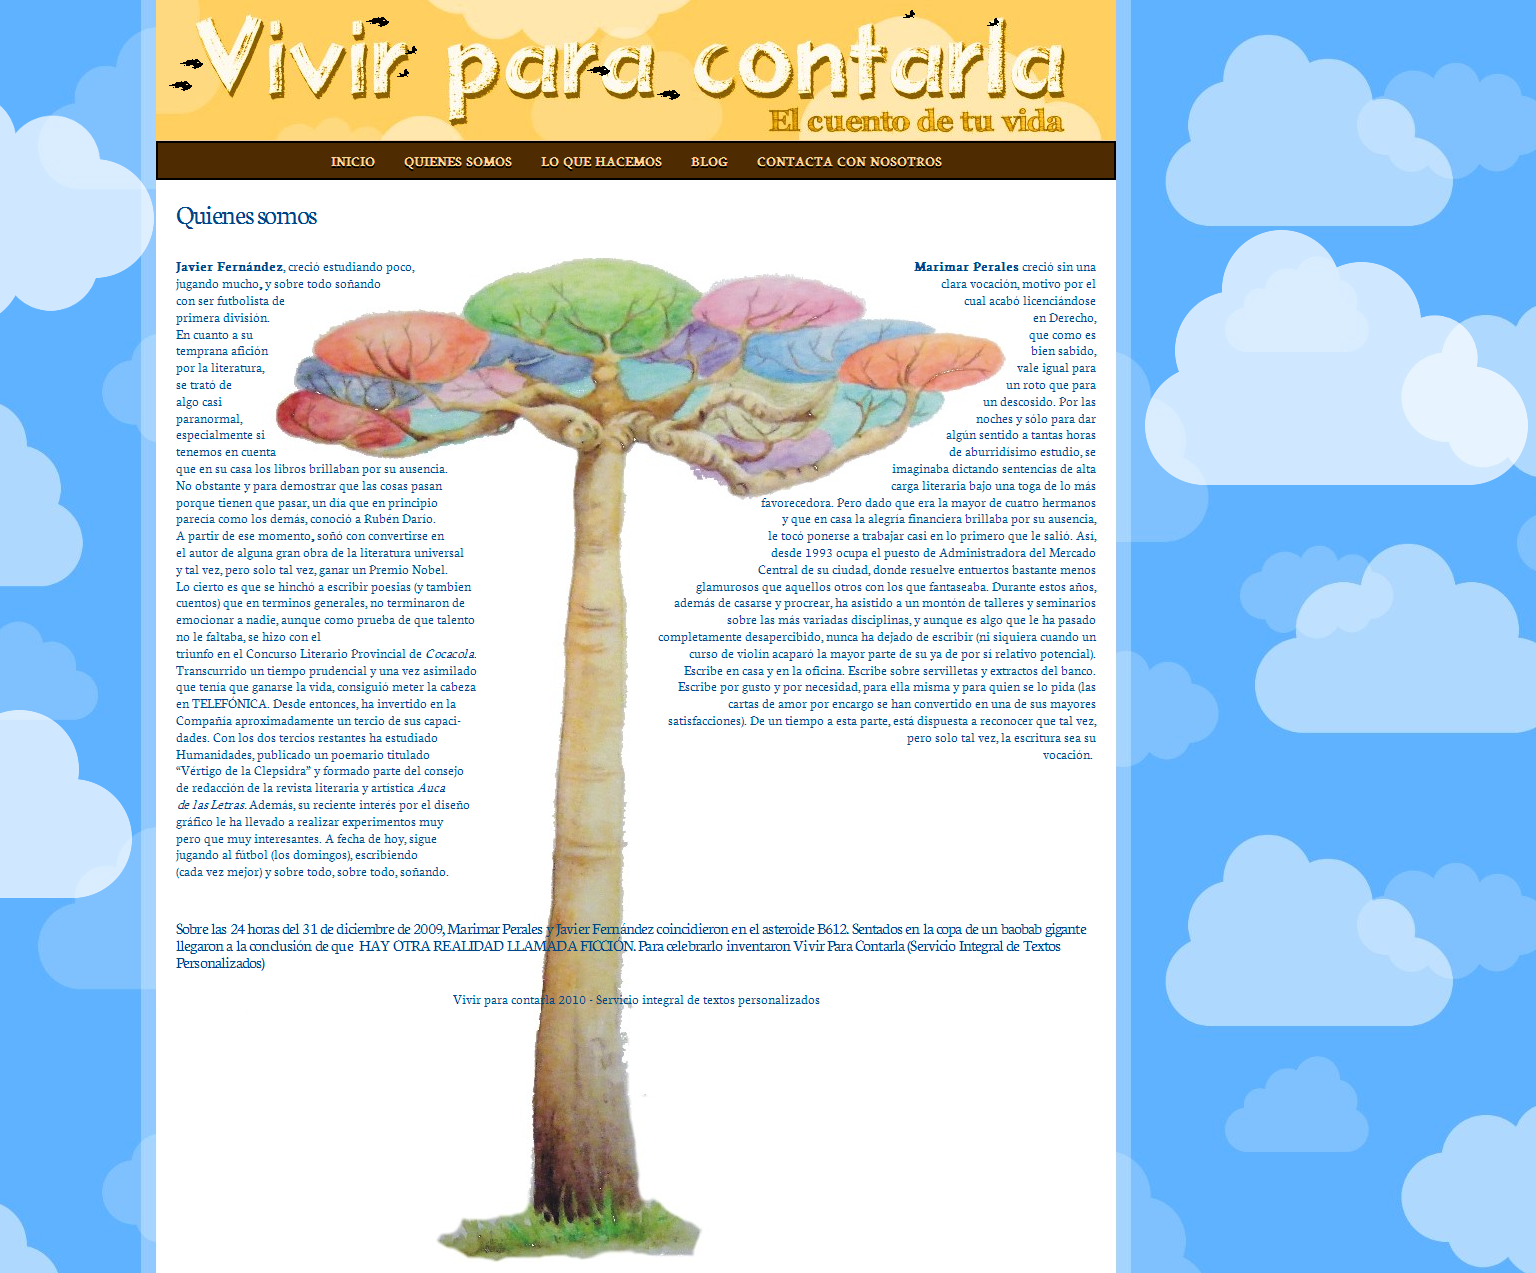 Vivir para contarla
El cuento de tu vida
INICIO QUIENES SOMOS LO QUE HACEMOS BLOG CONTACTA CON NOSOTROS
Quienes somos
Javier Fernández, creció estudiando poco,
jugando mucho, y sobre todo soñando
con ser futbolista de
primera división.
En cuanto a su
temprana afición
por la literatura,
se trató de
algo casi
paranormal,
especialmente si
tenemos en cuenta
que en su casa los libros brillaban por su ausencia.
No obstante y para demostrar que las cosas pasan
porque tienen que pasar, un día que en principio
parecía como los demás, conoció a Rubén Darío.
A partir de ese momento, soñó con convertirse en
el autor de alguna gran obra de la literatura universal
y tal vez, pero solo tal vez, ganar un Premio Nobel.
Lo cierto es que se hinchó a escribir poesías (y tambien
cuentos) que en terminos generales, no terminaron de
emocionar a nadie, aunque como prueba de que talento
no le faltaba, se hizo con el
triunfo en el Concurso Literario Provincial de Cocacola.
Transcurrido un tiempo prudencial y una vez asimilado
que tenía que ganarse la vida, consiguió meter la cabeza
en TELEFÓNICA. Desde entonces, ha invertido en la
Compañía aproximadamente un tercio de sus capaci-
dades. Con los dos tercios restantes ha estudiado
Humanidades, publicado un poemario titulado
“Vértigo de la Clepsidra” y formado parte del consejo
de redacción de la revista literaria y artística Auca
de las Letras. Además, su reciente interés por el diseño
gráfico le ha llevado a realizar experimentos muy
pero que muy interesantes. A fecha de hoy, sigue
jugando al fútbol (los domingos), escribiendo
(cada vez mejor) y sobre todo, sobre todo, soñando.
Marimar Perales creció sin una
clara vocación, motivo por el
cual acabó licenciándose
en Derecho,
que como es
bien sabido,
vale igual para
un roto que para
un descosido. Por las
noches y sólo para dar
algún sentido a tantas horas
de aburridísimo estudio, se
imaginaba dictando sentencias de alta
carga literaria bajo una toga de lo más
favorecedora. Pero dado que era la mayor de cuatro hermanos
y que en casa la alegría financiera brillaba por su ausencia,
le tocó ponerse a trabajar casi en lo primero que le salió. Así,
desde 1993 ocupa el puesto de Administradora del Mercado
Central de su ciudad, donde resuelve entuertos bastante menos
glamurosos que aquellos otros con los que fantaseaba. Durante estos años,
además de casarse y procrear, ha asistido a un montón de talleres y seminarios
sobre las más variadas disciplinas, y aunque es algo que le ha pasado
completamente desapercibido, nunca ha dejado de escribir (ni siquiera cuando un
curso de violín acaparó la mayor parte de su ya de por sí relativo potencial).
Escribe en casa y en la oficina. Escribe sobre servilletas y extractos del banco.
Escribe por gusto y por necesidad, para ella misma y para quien se lo pida (las
cartas de amor por encargo se han convertido en una de sus mayores
satisfacciones). De un tiempo a esta parte, está dispuesta a reconocer que tal vez,
pero solo tal vez, la escritura sea su
vocación.
Sobre las 24 horas del 31 de diciembre de 2009, Marimar Perales y Javier Fernández coincidieron en el asteroide B612. Sentados en la copa de un baobab gigante
llegaron a la conclusión de que HAY OTRA REALIDAD LLAMADA FICCIÓN. Para celebrarlo inventaron Vivir Para Contarla (Servicio Integral de Textos
Personalizados)
Vivir para contarla 2010 - Servicio integral de textos personalizados